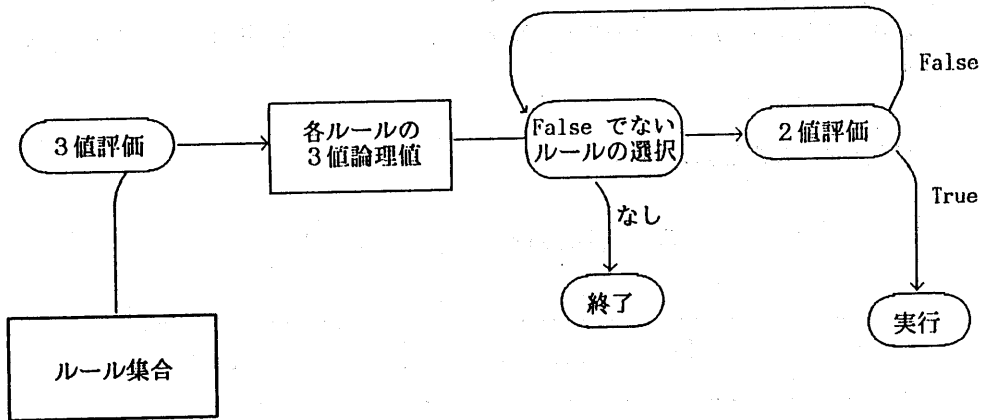 False
3値評価
各ルールの
3値論理値
False でない
ルールの選択
2値評価
True
なし
終了
実行
ルール集合